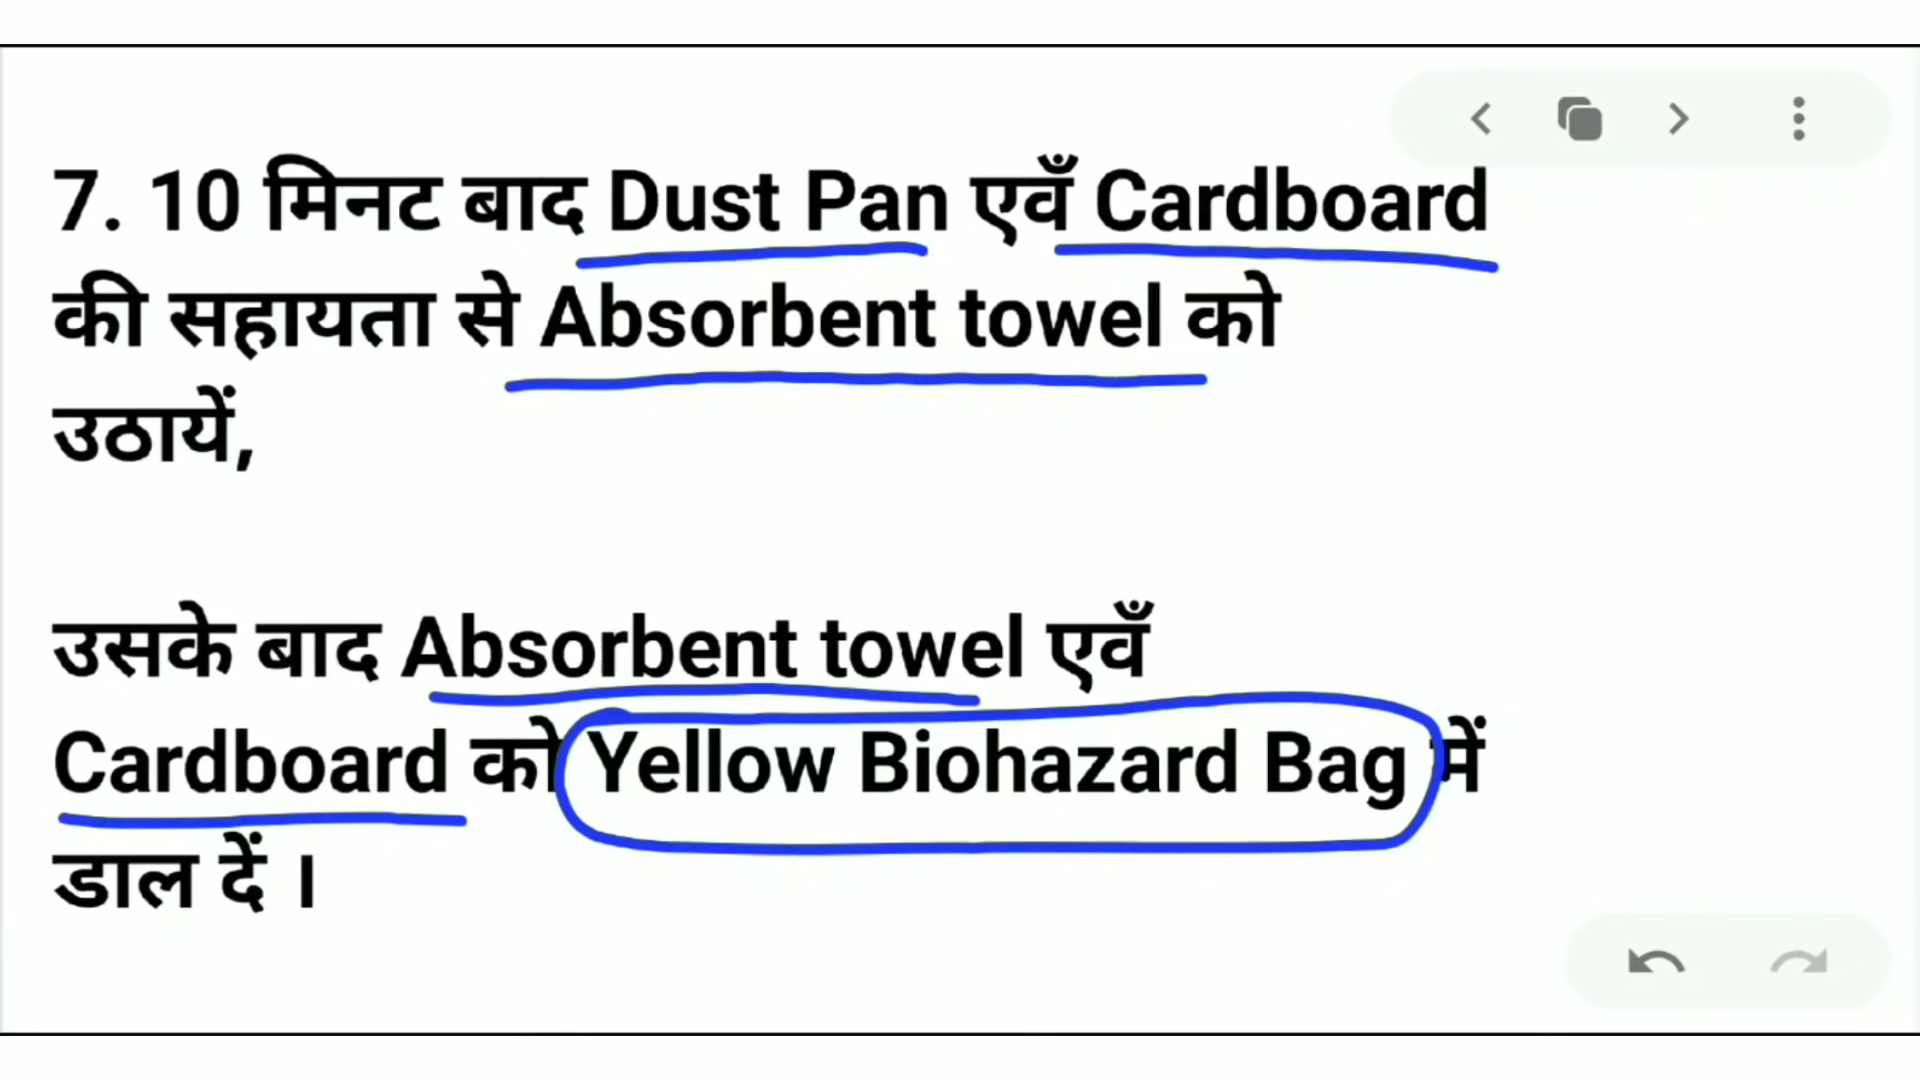 7. 10 मिनट बाद Dust Pan एवँ Cardboard
की सहायता से Absorbent towel को
उठायें,
उसके बाद Absorbent towel एवँ
Cardboard को Yellow Biohazard Bag में
डाल दें ।